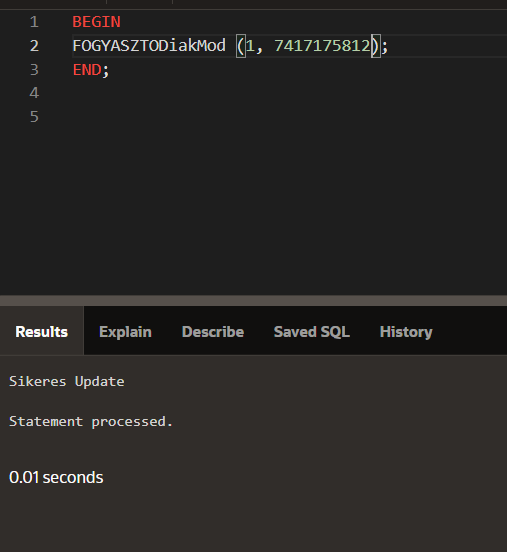 1 BEGIN
2 FOGYASZTODiakMod (1, 7417175812);
3 END;
4
5
Results Explain Describe Saved SQL History
Sikeres Update
Statement processed.
0.01 seconds